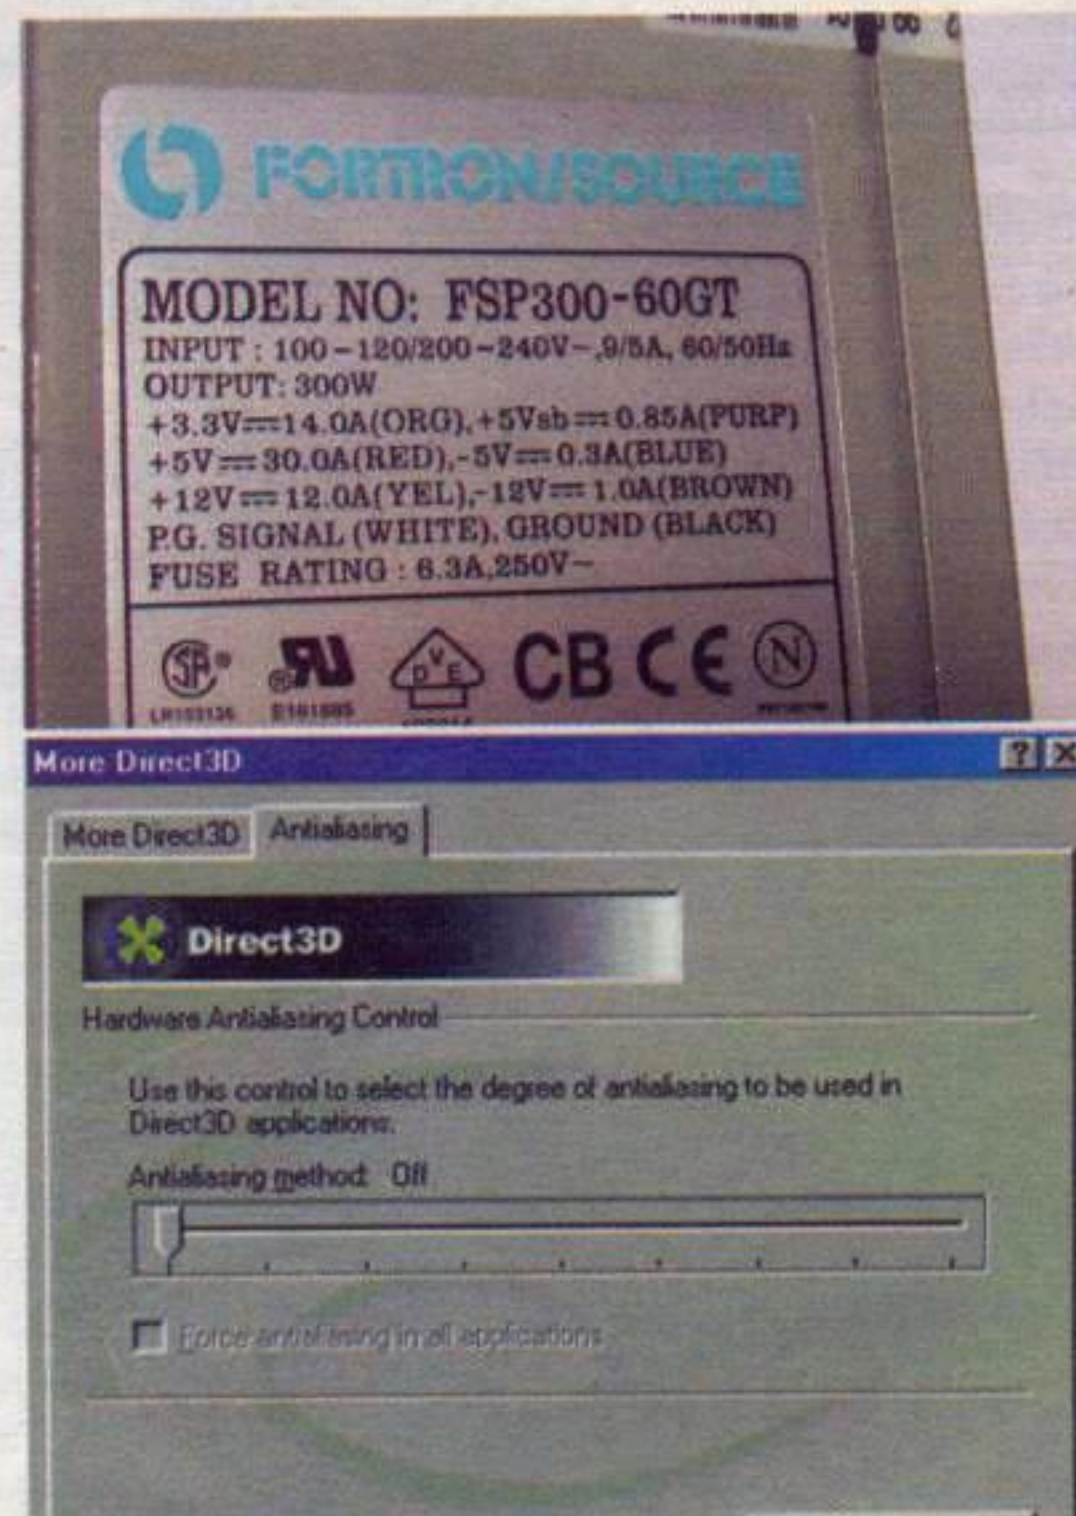 FORTRON/SOURCE
MODEL NO: FSP300-60GT
INPUT : 100-120/200-240V~,9/5A, 60/50Hz
OUTPUT: 300W
+3.3V⎓14.0A(ORG),+5Vsb⎓0.85A(PURP)
+5V⎓30.0A(RED),-5V⎓0.3A(BLUE)
+12V⎓12.0A(YEL),-12V⎓1.0A(BROWN)
P.G. SIGNAL (WHITE), GROUND (BLACK)
FUSE RATING : 6.3A,250V~
VDE CB CE N
More Direct3D
More Direct3D Antialiasing
Direct3D
Hardware Antialiasing Control
Use this control to select the degree of antialiasing to be used in
Direct3D applications.
Antialiasing method: Off
Force antialiasing in all applications